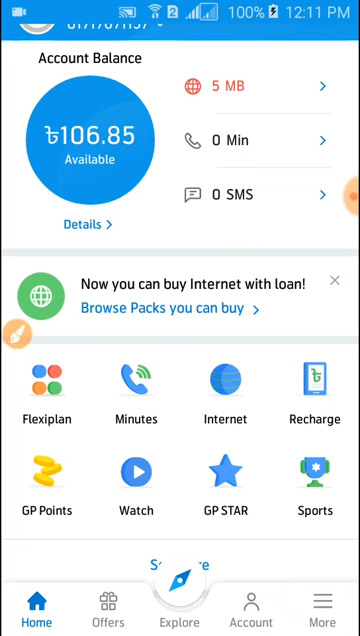 2 100% 12:11 PM
Account Balance
৳106.85
Available
Details
5 MB
0 Min
0 SMS
Now you can buy Internet with loan!
Browse Packs you can buy
Flexiplan Minutes Internet Recharge
GP Points Watch GP STAR Sports
Home Offers Explore Account More